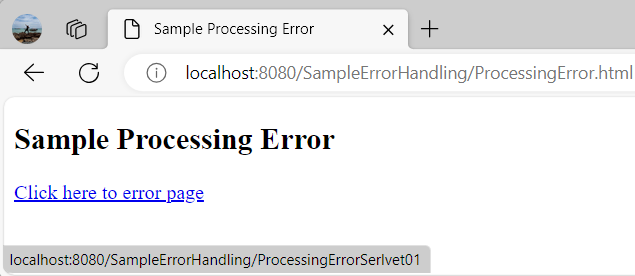 Sample Processing Error
localhost:8080/SampleErrorHandling/ProcessingError.html
Sample Processing Error
Click here to error page
localhost:8080/SampleErrorHandling/ProcessingErrorSerlvet01